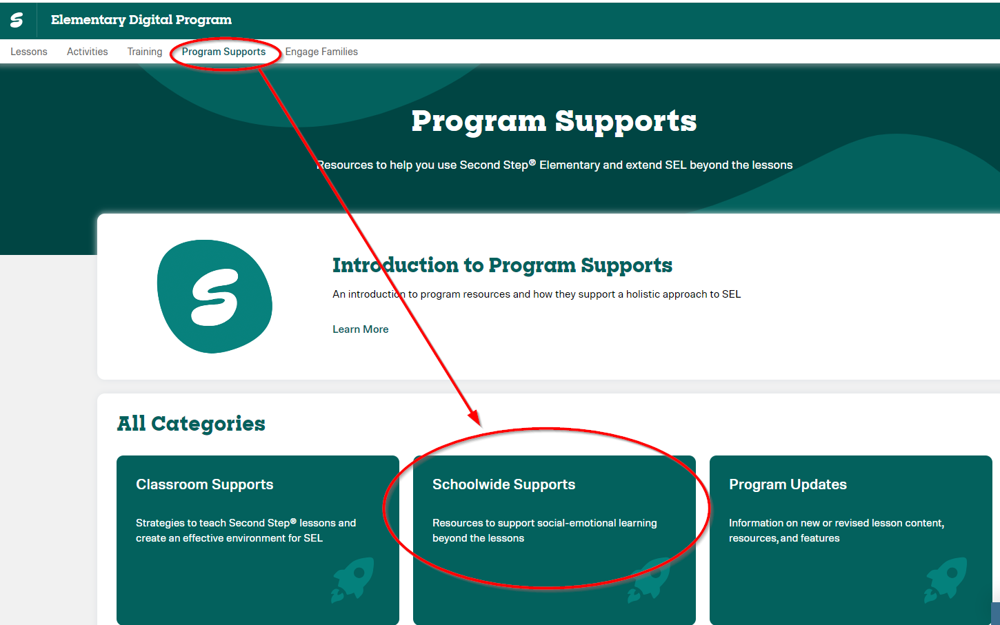 Elementary Digital Program
Lessons Activities Training Program Supports Engage Families
Program Supports
Resources to help you use Second Step® Elementary and extend SEL beyond the lessons
Introduction to Program Supports
An introduction to program resources and how they support a holistic approach to SEL
Learn More
All Categories
Classroom Supports
Strategies to teach Second Step® lessons and
create an effective environment for SEL
Schoolwide Supports
Resources to support social-emotional learning
beyond the lessons
Program Updates
Information on new or revised lesson content,
resources, and features